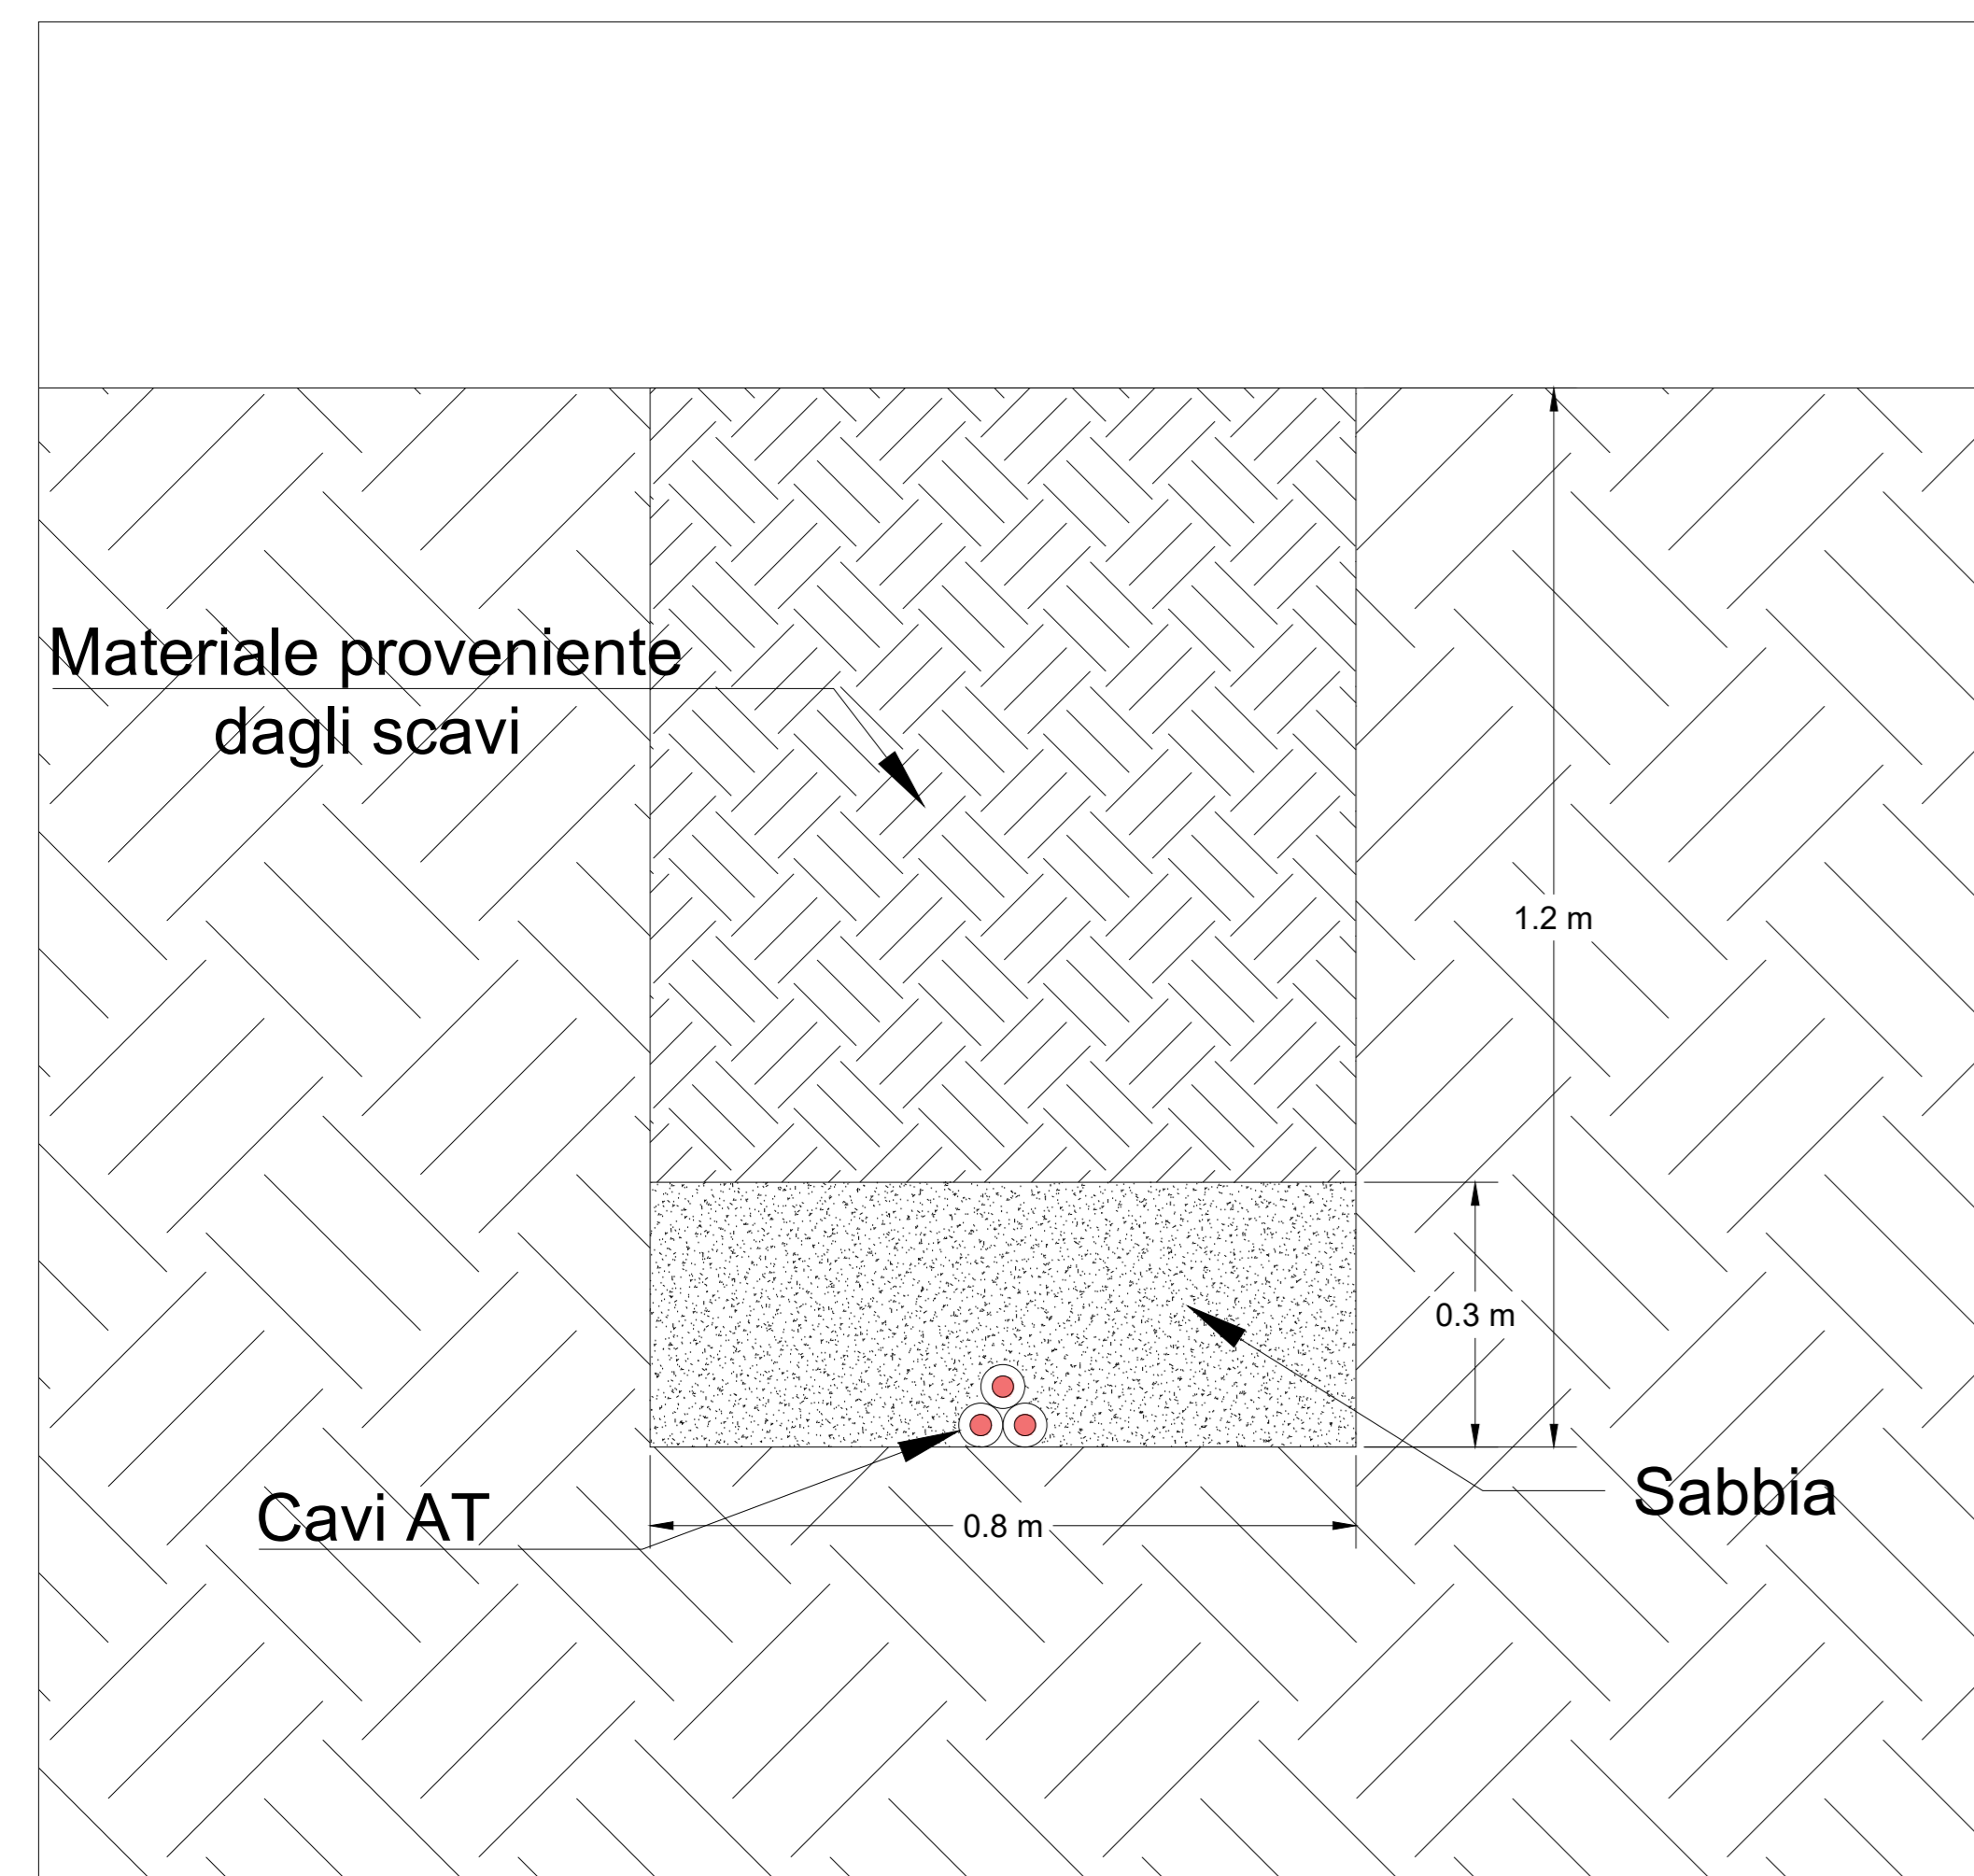 Materiale proveniente
dagli scavi
1.2 m
0.3 m
Sabbia
Cavi AT
0.8 m